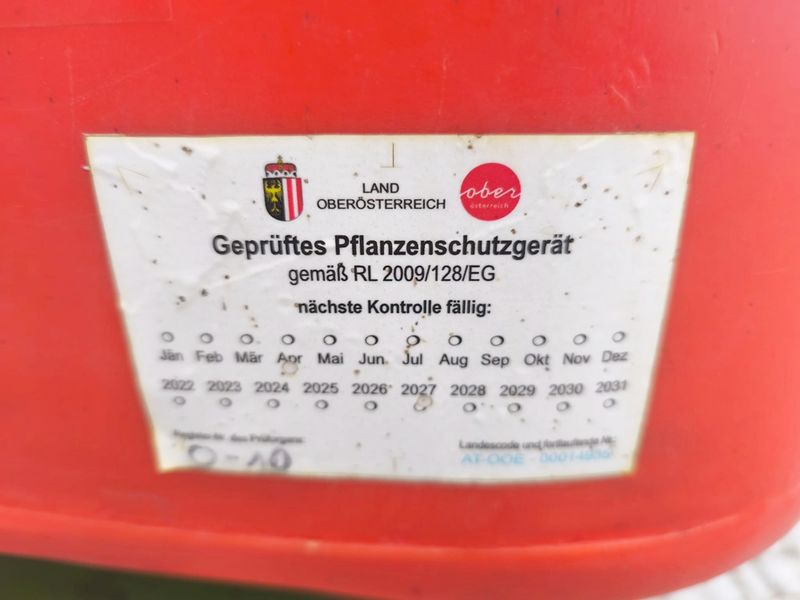 LAND
OBERÖSTERREICH
ober
österreich
Geprüftes Pflanzenschutzgerät
gemäß RL 2009/128/EG
nächste Kontrolle fällig:
Jän Feb Mär Apr Mai Jun Jul Aug Sep Okt Nov Dez
2022 2023 2024 2025 2026 2027 2028 2029 2030 2031
des Prüforgans:
Landescode und fortlaufende Nr.:
O-10
AT-OOE -